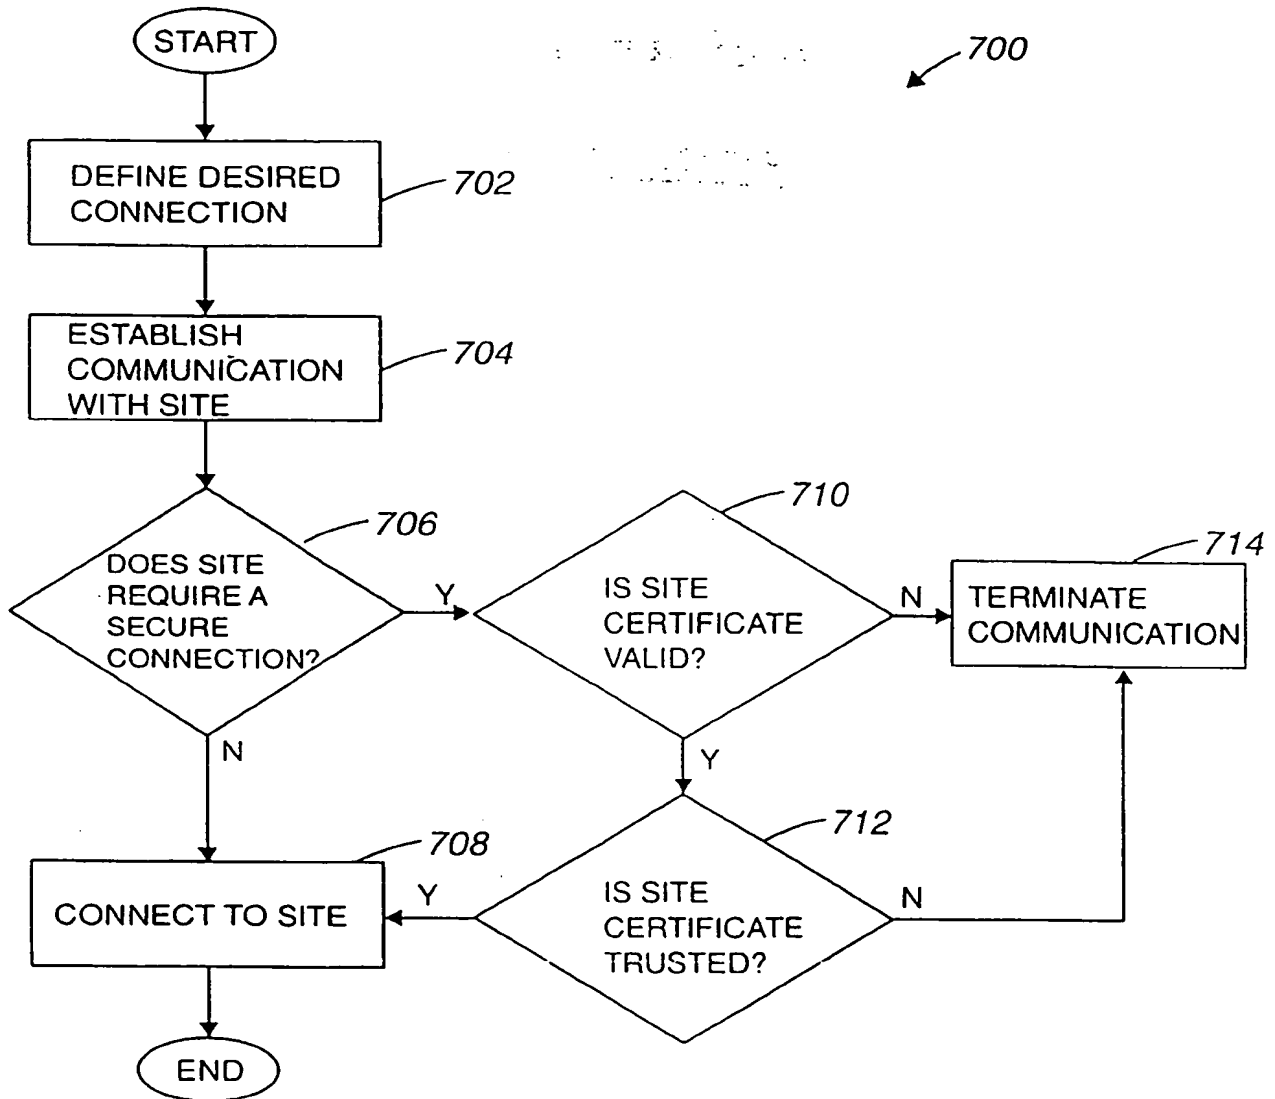 START
700
DEFINE DESIRED
CONNECTION
702
ESTABLISH
COMMUNICATION
WITH SITE
704
706
DOES SITE
REQUIRE A
SECURE
CONNECTION?
Y
N
710
IS SITE
CERTIFICATE
VALID?
N
Y
714
TERMINATE
COMMUNICATION
708
CONNECT TO SITE
Y
712
IS SITE
CERTIFICATE
TRUSTED?
N
END